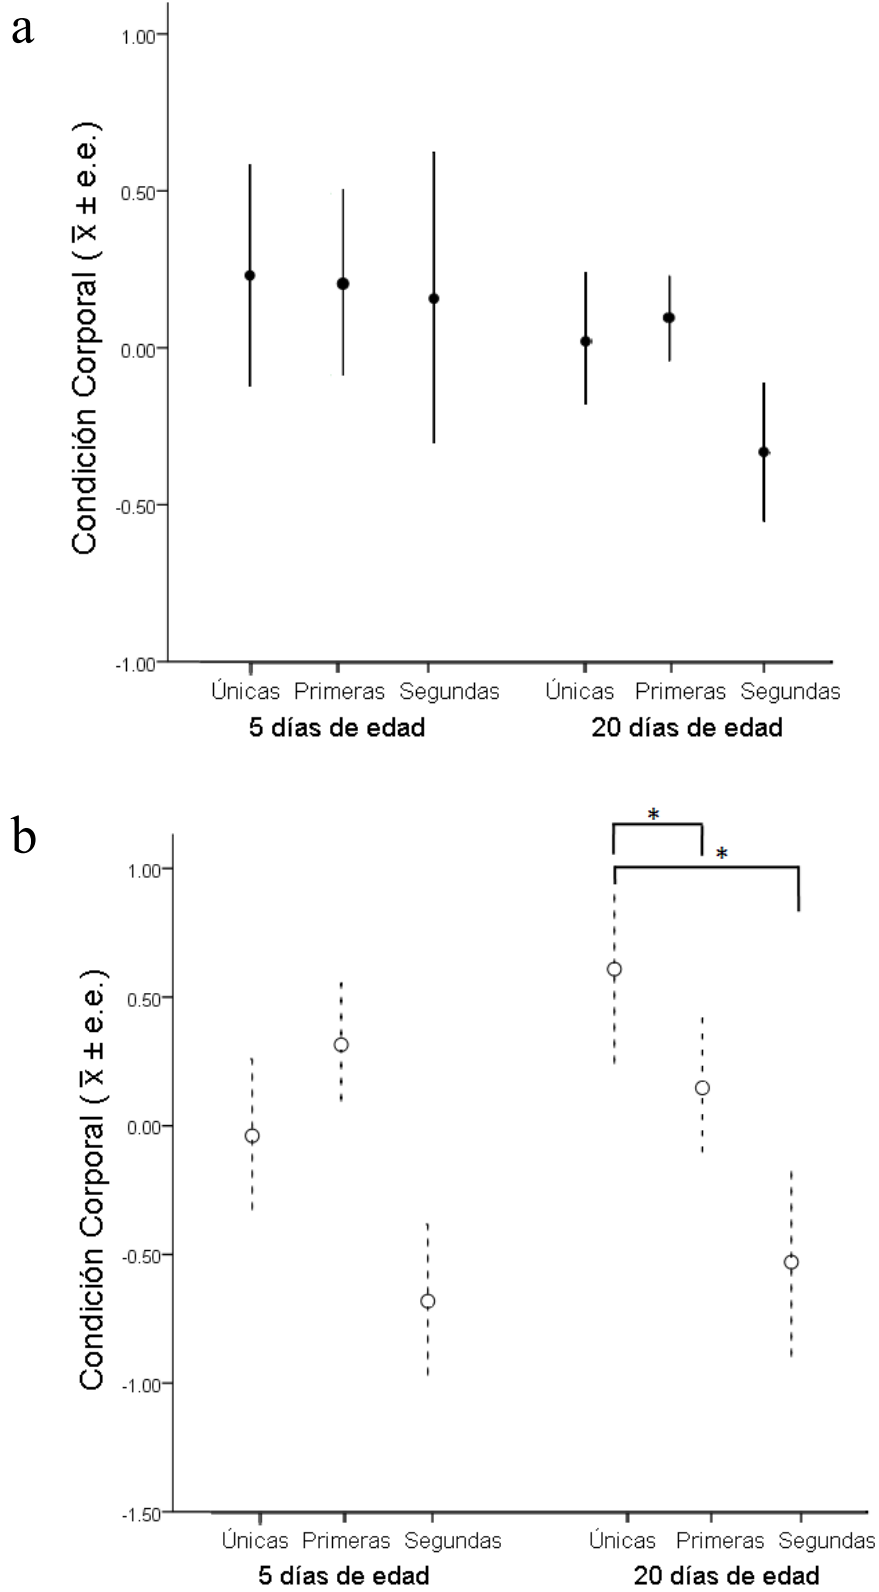 a
1.00
0.50
0.00
-0.50
-1.00
Condición Corporal ( x̅ ± e.e.)
Únicas Primeras Segundas Únicas Primeras Segundas
5 días de edad 20 días de edad
b
*
*
1.00
0.50
0.00
-0.50
-1.00
-1.50
Condición Corporal ( x̅ ± e.e.)
Únicas Primeras Segundas Únicas Primeras Segundas
5 días de edad 20 días de edad